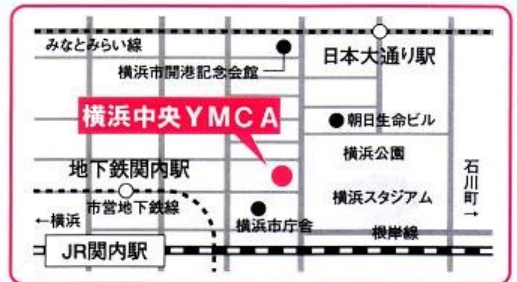 みなとみらい線
日本大通り駅
横浜市開港記念会館
横浜中央YMCA
朝日生命ビル
横浜公園
地下鉄関内駅
石川町→
市営地下鉄線
横浜スタジアム
←横浜
横浜市庁舎
根岸線
JR関内駅